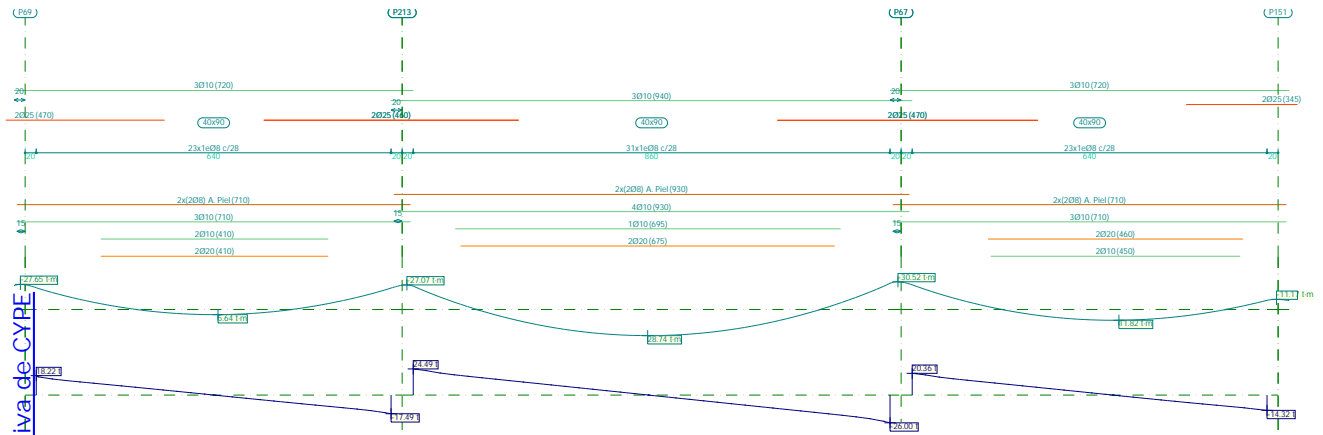 P69 P213 P67 P151
3Ø10(720) 3Ø10(720)
20 20
3Ø10(940)
20
2Ø25(345)
2Ø25(470) 2Ø25(470)
40x90 40x90 40x90
23x1eØ8 c/28 31x1eØ8 c/28 23x1eØ8 c/28
20 640 20 20 860 20 20 640 20
2x(2Ø8) A. Piel(930)
2x(2Ø8) A. Piel(710) 2x(2Ø8) A. Piel(710)
4Ø10(930)
15 3Ø10(710) 15 15 3Ø10(710)
1Ø10(695)
2Ø10(410) 2Ø20(460)
2Ø20(675)
2Ø20(410) 2Ø10(450)
-27.65 t·m -27.07 t·m -30.52 t·m
-11.17 t·m
6.64 t·m 11.82 t·m
28.74 t·m
24.49 t
18.22 t 20.36 t
-17.49 t -14.32 t
-26.00 t
iva de CYPE